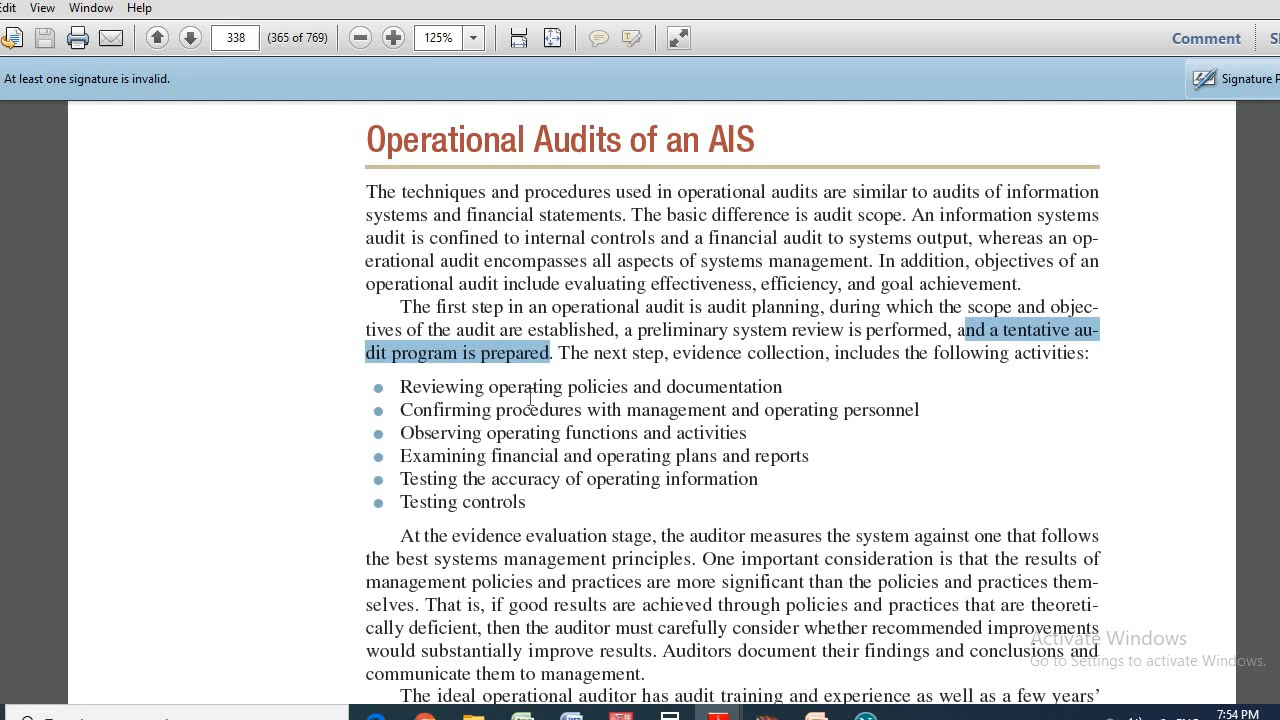 Edit View Window Help
338 (365 of 769) 125% Comment
At least one signature is invalid. Signature
Operational Audits of an AIS
The techniques and procedures used in operational audits are similar to audits of information
systems and financial statements. The basic difference is audit scope. An information systems
audit is confined to internal controls and a financial audit to systems output, whereas an op-
erational audit encompasses all aspects of systems management. In addition, objectives of an
operational audit include evaluating effectiveness, efficiency, and goal achievement.
The first step in an operational audit is audit planning, during which the scope and objec-
tives of the audit are established, a preliminary system review is performed, and a tentative au-
dit program is prepared. The next step, evidence collection, includes the following activities:
Reviewing operating policies and documentation
Confirming procedures with management and operating personnel
Observing operating functions and activities
Examining financial and operating plans and reports
Testing the accuracy of operating information
Testing controls
At the evidence evaluation stage, the auditor measures the system against one that follows
the best systems management principles. One important consideration is that the results of
management policies and practices are more significant than the policies and practices them-
selves. That is, if good results are achieved through policies and practices that are theoreti-
cally deficient, then the auditor must carefully consider whether recommended improvements
would substantially improve results. Auditors document their findings and conclusions and
communicate them to management.
The ideal operational auditor has audit training and experience as well as a few years'
Activate Windows
Go to Settings to activate Windows.
7:54 PM